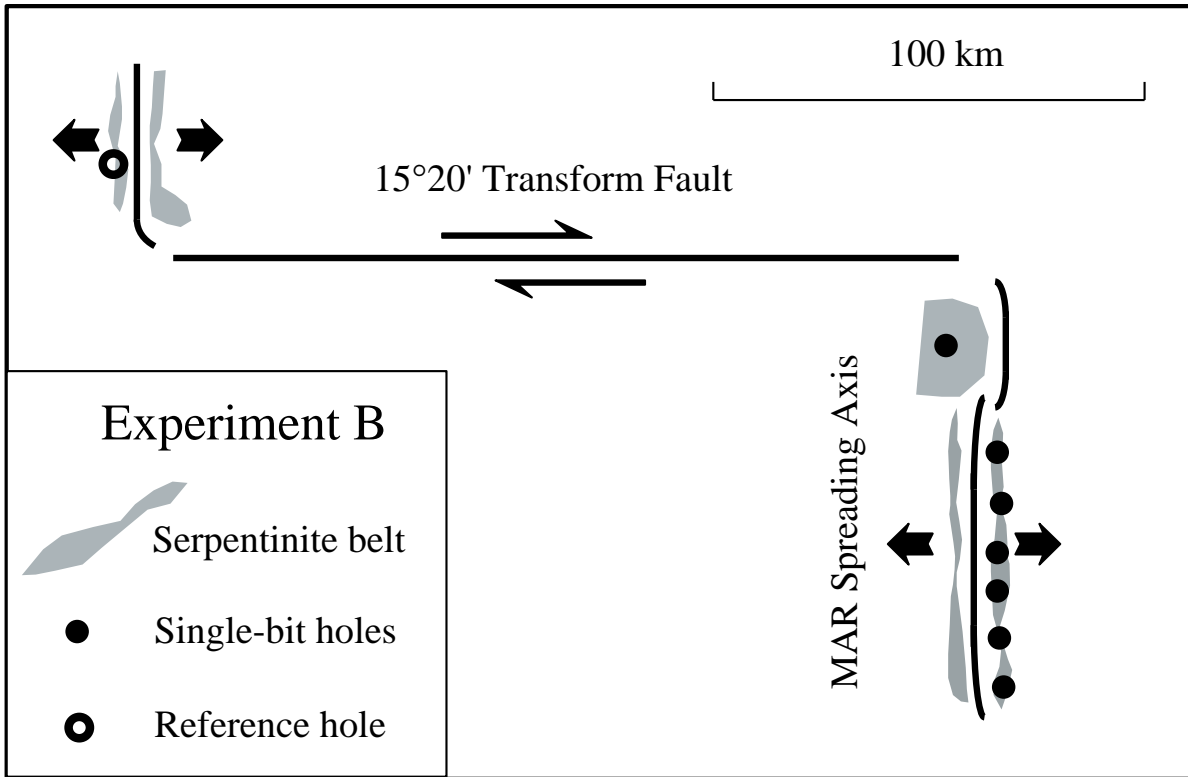 100 km
15°20' Transform Fault
MAR Spreading Axis
Experiment B
Serpentinite belt
Single-bit holes
Reference hole